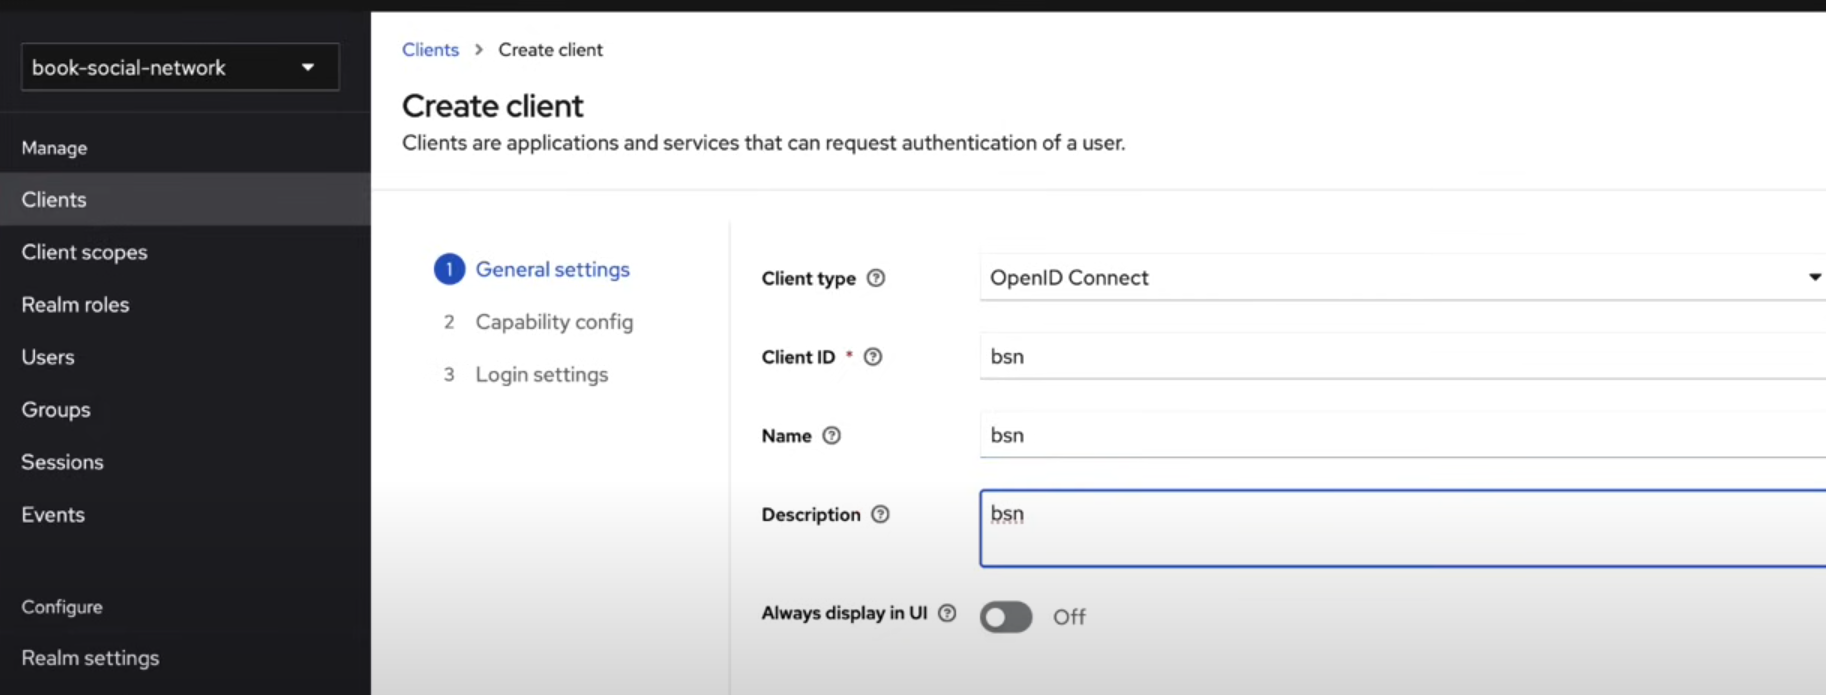 book-social-network
Manage
Clients
Client scopes
Realm roles
Users
Groups
Sessions
Events
Configure
Realm settings
Clients > Create client
Create client
Clients are applications and services that can request authentication of a user.
1 General settings
2 Capability config
3 Login settings
Client type OpenID Connect
Client ID * bsn
Name bsn
Description bsn
Always display in UI Off